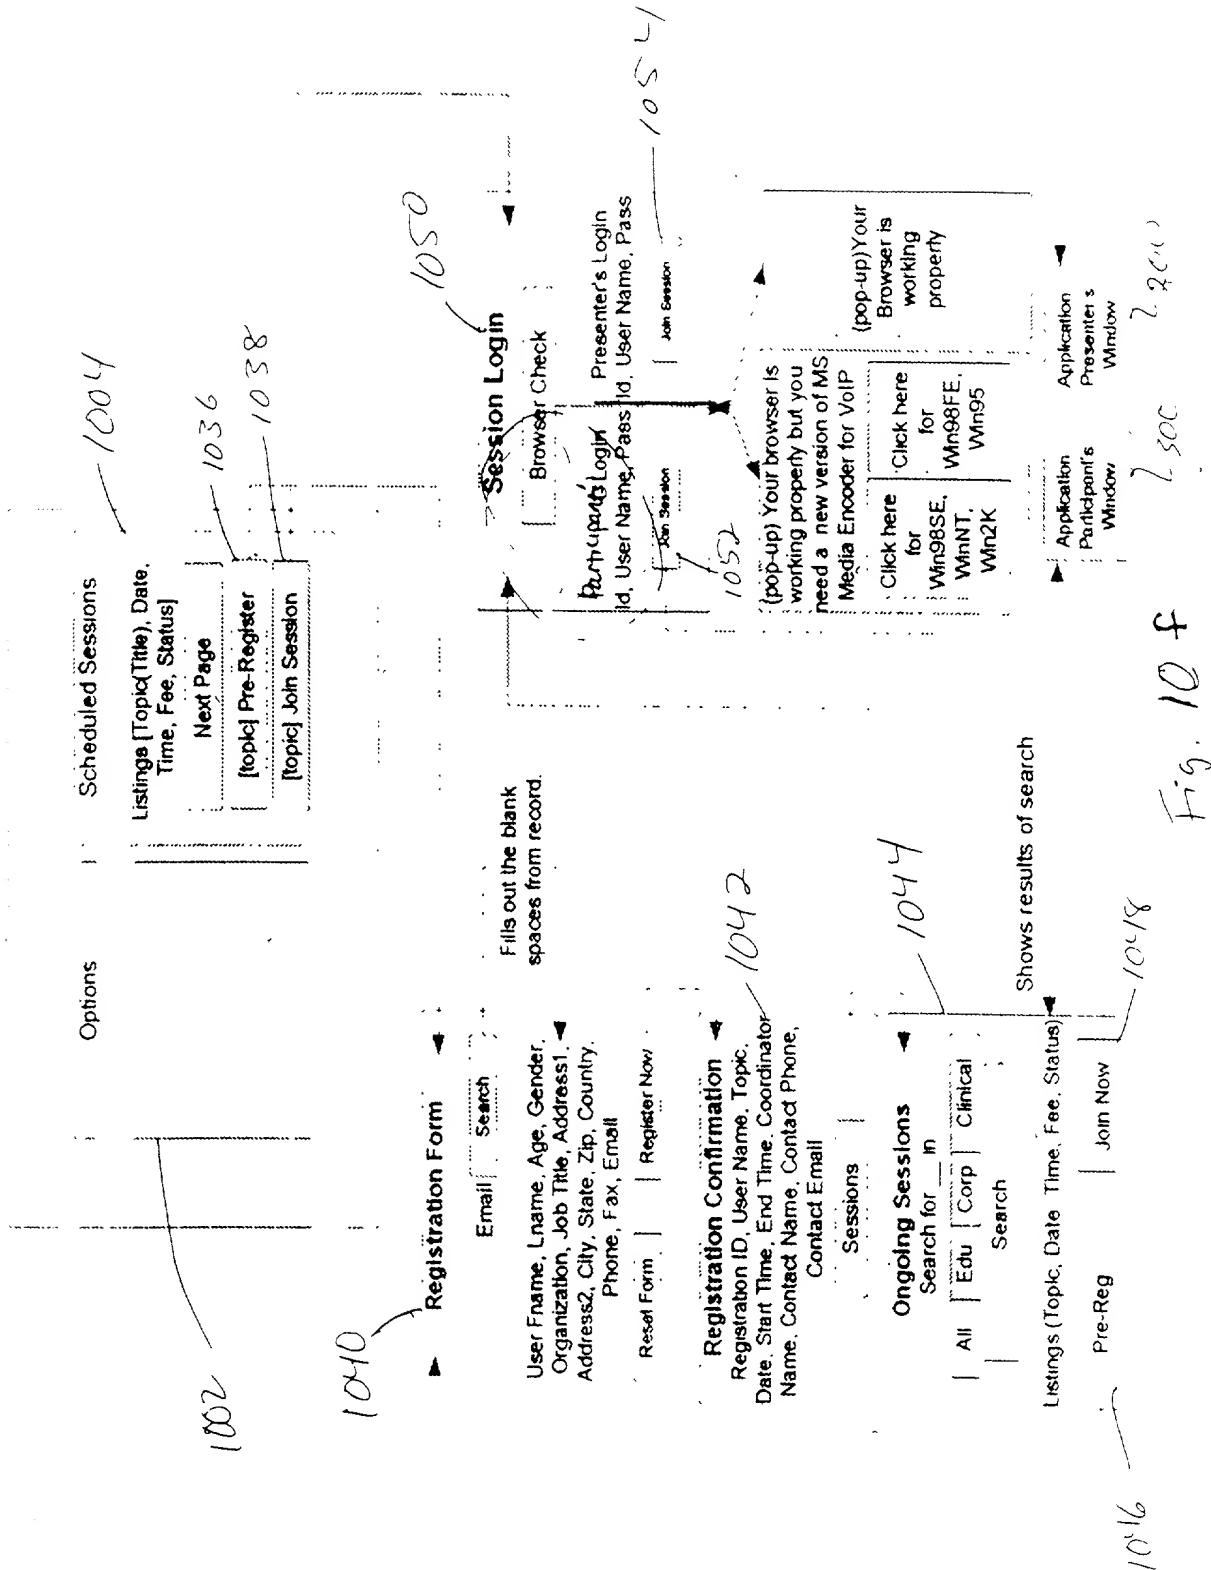 1002
Options
Scheduled Sessions
1004
Listings [Topic(Title), Date,
Time, Fee, Status]
Next Page
1036
[topic] Pre-Register
1038
[topic] Join Session
1040
Registration Form
Email
Search
Fills out the blank
spaces from record.
User Fname, Lname, Age, Gender,
Organization, Job Title, Address1,
Address2, City, State, Zip, Country,
Phone, Fax, Email
Reset Form
Register Now
Registration Confirmation
Registration ID, User Name, Topic,
Date, Start Time, End Time, Coordinator
Name, Contact Name, Contact Phone,
Contact Email
1042
Sessions
Ongoing Sessions
Search for __ in
All
Edu
Corp
Clinical
Search
1044
Shows results of search
Listings (Topic, Date Time, Fee, Status)
Pre-Reg
Join Now
1046
1048
1050
Session Login
Browser Check
Participant's Login
Id, User Name, Pass
Join Session
1052
Presenter's Login
Id, User Name, Pass
Join Session
1054
(pop-up) Your browser is
working properly but you
need a new version of MS
Media Encoder for VoIP
Click here
for
Win98SE,
WinNT,
Win2K
Click here
for
Win98FE,
Win95
(pop-up) Your
Browser is
working
property
Application
Participant's
Window
Application
Presenter's
Window
Fig. 10 f